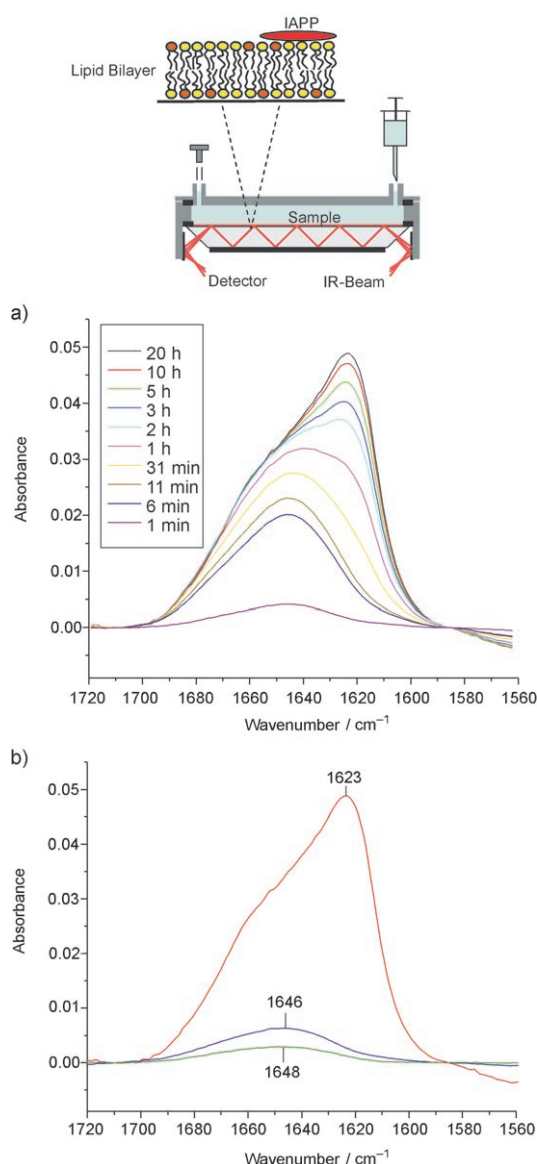 IAPP
Lipid Bilayer
Sample
Detector
IR-Beam
a)
20 h
10 h
5 h
3 h
2 h
1 h
31 min
11 min
6 min
1 min
Absorbance
0.05
0.04
0.03
0.02
0.01
0.00
1720 1700 1680 1660 1640 1620 1600 1580 1560
Wavenumber / cm⁻¹
b)
1623
1646
1648
Absorbance
0.05
0.04
0.03
0.02
0.01
0.00
1720 1700 1680 1660 1640 1620 1600 1580 1560
Wavenumber / cm⁻¹